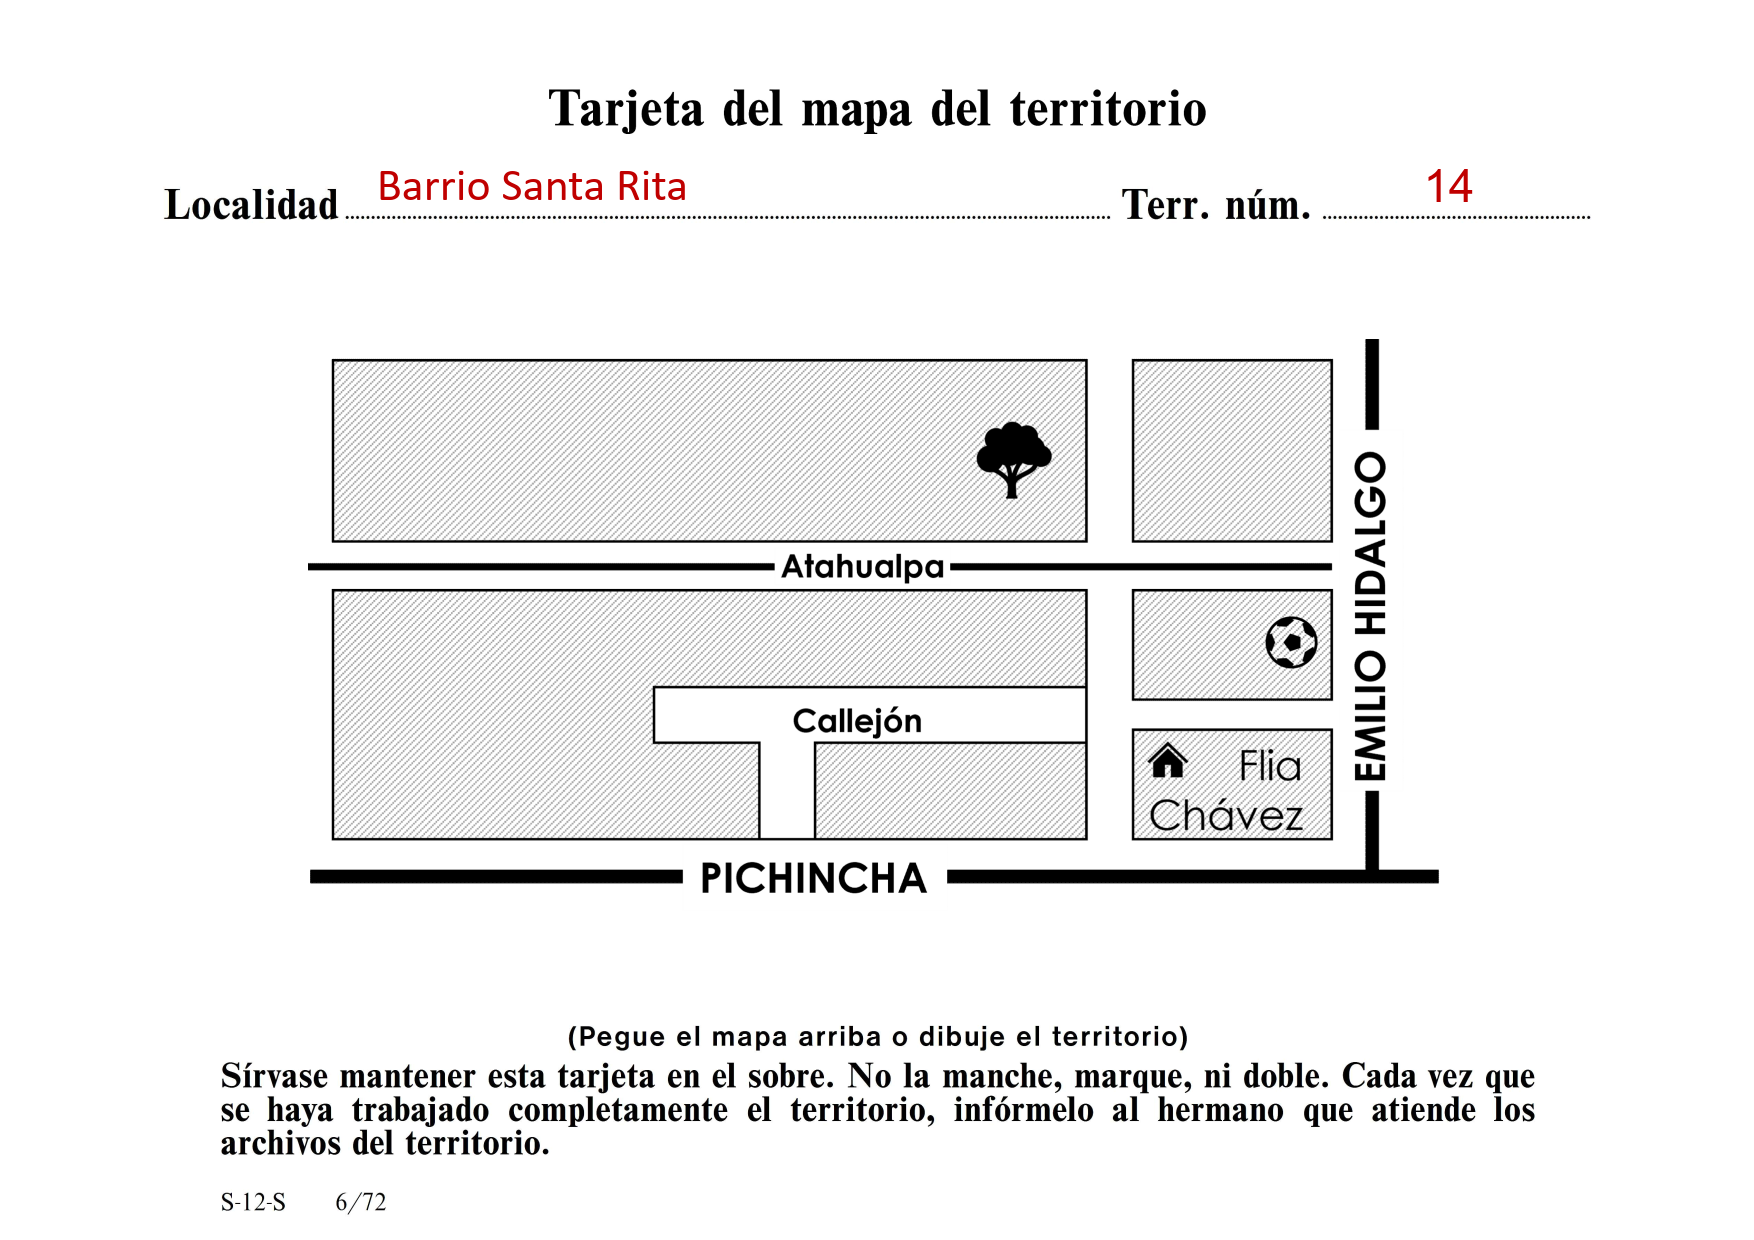 Tarjeta del mapa del territorio
Localidad Barrio Santa Rita Terr. núm. 14
Atahualpa
EMILIO HIDALGO
Callejón
Flia
Chávez
PICHINCHA
(Pegue el mapa arriba o dibuje el territorio)
Sírvase mantener esta tarjeta en el sobre. No la manche, marque, ni doble. Cada vez que
se haya trabajado completamente el territorio, infórmelo al hermano que atiende los
archivos del territorio.
S-12-S 6/72